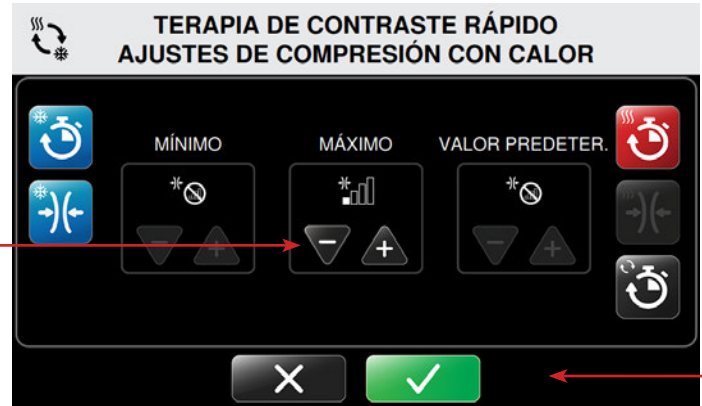 TERAPIA DE CONTRASTE RÁPIDO
AJUSTES DE COMPRESIÓN CON CALOR
MÍNIMO
MÁXIMO
VALOR PREDETER.